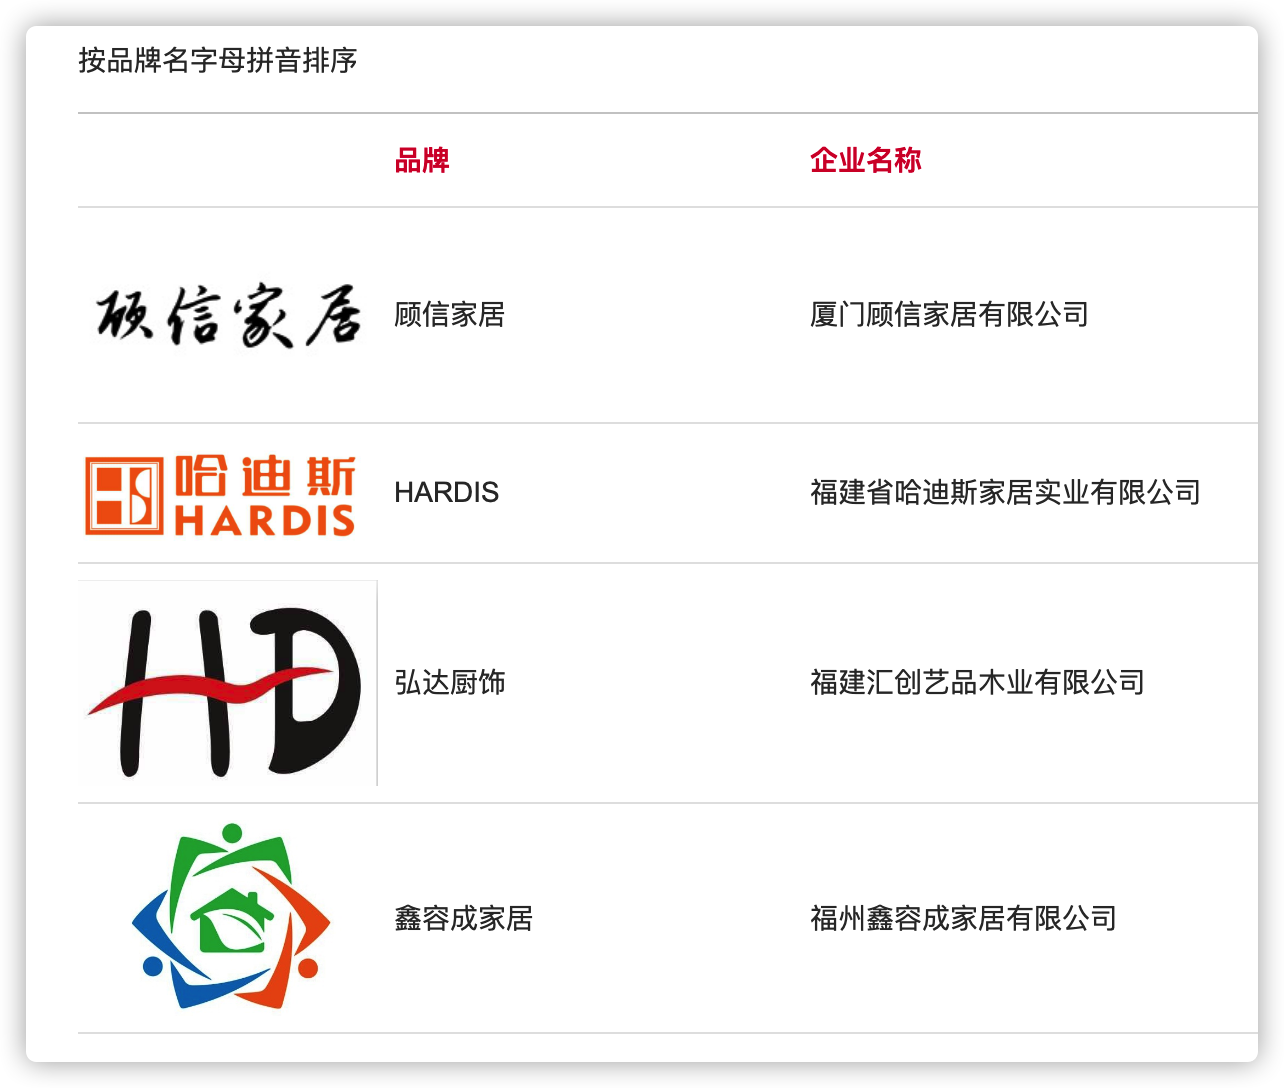 按品牌名字母拼音排序
品牌 企业名称
顾信家居 顾信家居 厦门顾信家居有限公司
哈迪斯
HARDIS HARDIS 福建省哈迪斯家居实业有限公司
HD 弘达厨饰 福建汇创艺品木业有限公司
鑫容成家居 福州鑫容成家居有限公司